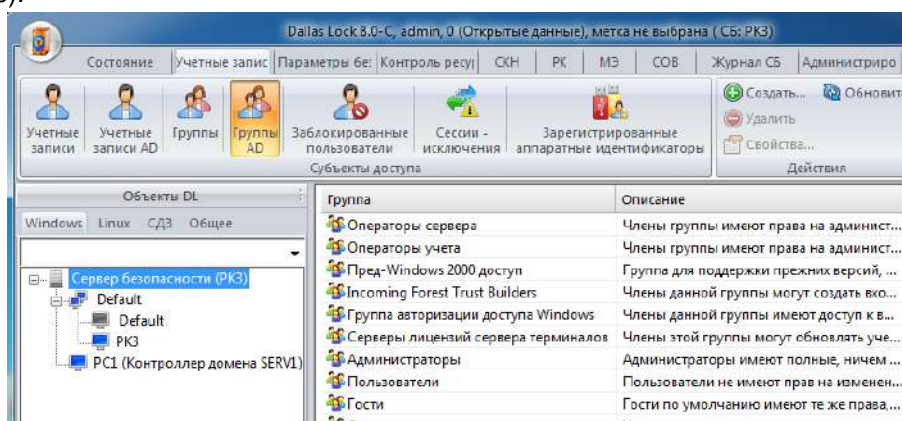 Dallas Lock 8.0-C, admin, 0 (Открытые данные), метса не выбрана ( СБ: РК3)
Состояние Учетные запис Параметры бе: Контроль ресу СКН РК МЭ СОВ Журнал СБ Администриро
Учетные записи
Учетные записи AD
Группы
Группы AD
Заблокированные пользователи
Сессии - исключения
Зарегистрированные аппаратные идентификаторы
Создать...
Обновит
Удалить
Свойства...
Субъекты доступа
Действия
Объекты DL
Windows Linux СДЗ Общее
Сервер безопасности (РК3)
Default
Default
РК3
PC1 (Контроллер домена SERV1)
Группа Описание
Операторы сервера Члены группы имеют права на админист...
Операторы учета Члены группы имеют права на админист...
Пред-Windows 2000 доступ Группа для поддержки прежних версий, ...
Incoming Forest Trust Builders Члены данной группы могут создать вхо...
Группа авторизации доступа Windows Члены данной группы имеют доступ к в...
Серверы лицензий сервера терминалов Члены этой группы могут обновлять уче...
Администраторы Администраторы имеют полные, ничем ...
Пользователи Пользователи не имеют прав на изменен...
Гости Гости по умолчанию имеют те же права,...